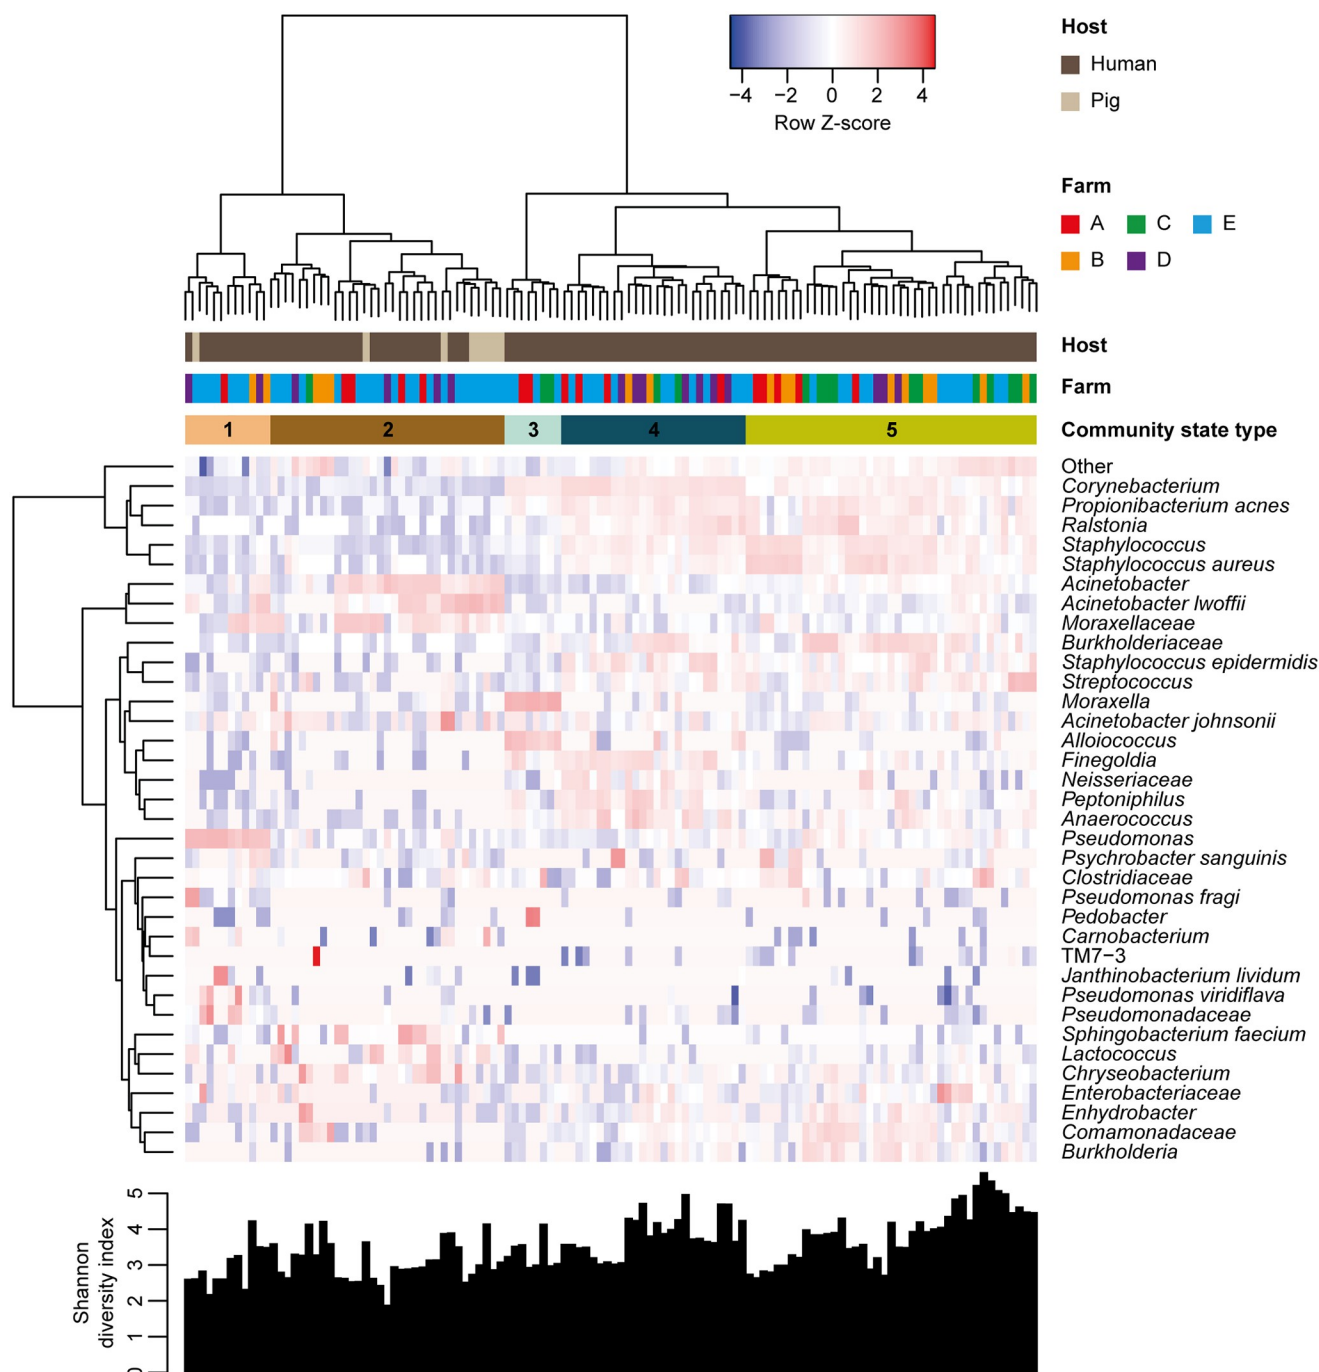 Host
Human
Pig
−4 −2 0 2 4
Row Z-score
Farm
A C E
B D
Host
Farm
1 2 3 4 5 Community state type
Other
Corynebacterium
Propionibacterium acnes
Ralstonia
Staphylococcus
Staphylococcus aureus
Acinetobacter
Acinetobacter lwoffii
Moraxellaceae
Burkholderiaceae
Staphylococcus epidermidis
Streptococcus
Moraxella
Acinetobacter johnsonii
Alloiococcus
Finegoldia
Neisseriaceae
Peptoniphilus
Anaerococcus
Pseudomonas
Psychrobacter sanguinis
Clostridiaceae
Pseudomonas fragi
Pedobacter
Carnobacterium
TM7−3
Janthinobacterium lividum
Pseudomonas viridiflava
Pseudomonadaceae
Sphingobacterium faecium
Lactococcus
Chryseobacterium
Enterobacteriaceae
Enhydrobacter
Comamonadaceae
Burkholderia
Shannon
diversity index
5
4
3
2
1
0